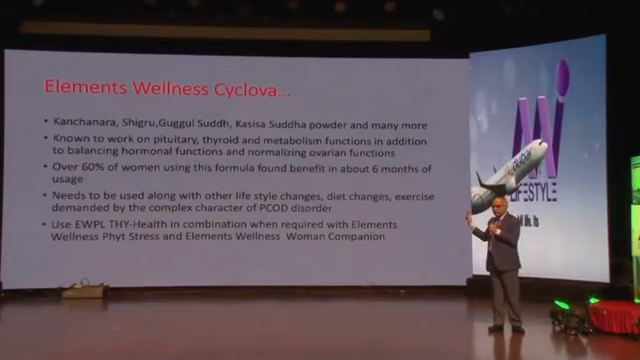 Elements Wellness Cyclova...
• Kanchanara, Shigru,Guggul Suddh, Kasisa Suddha powder and many more
• Known to work on pituitary, thyroid and metabolism functions in addition
to balancing hormonal functions and normalizing ovarian functions
• Over 60% of women using this formula found benefit in about 6 months of
usage
• Needs to be used along with other life style changes, diet changes, exercise
demanded by the complex character of PCOD disorder
• Use EWPL THY-Health in combination when required with Elements
Wellness Phyt Stress and Elements Wellness Woman Companion
Mi
LIFESTYLE